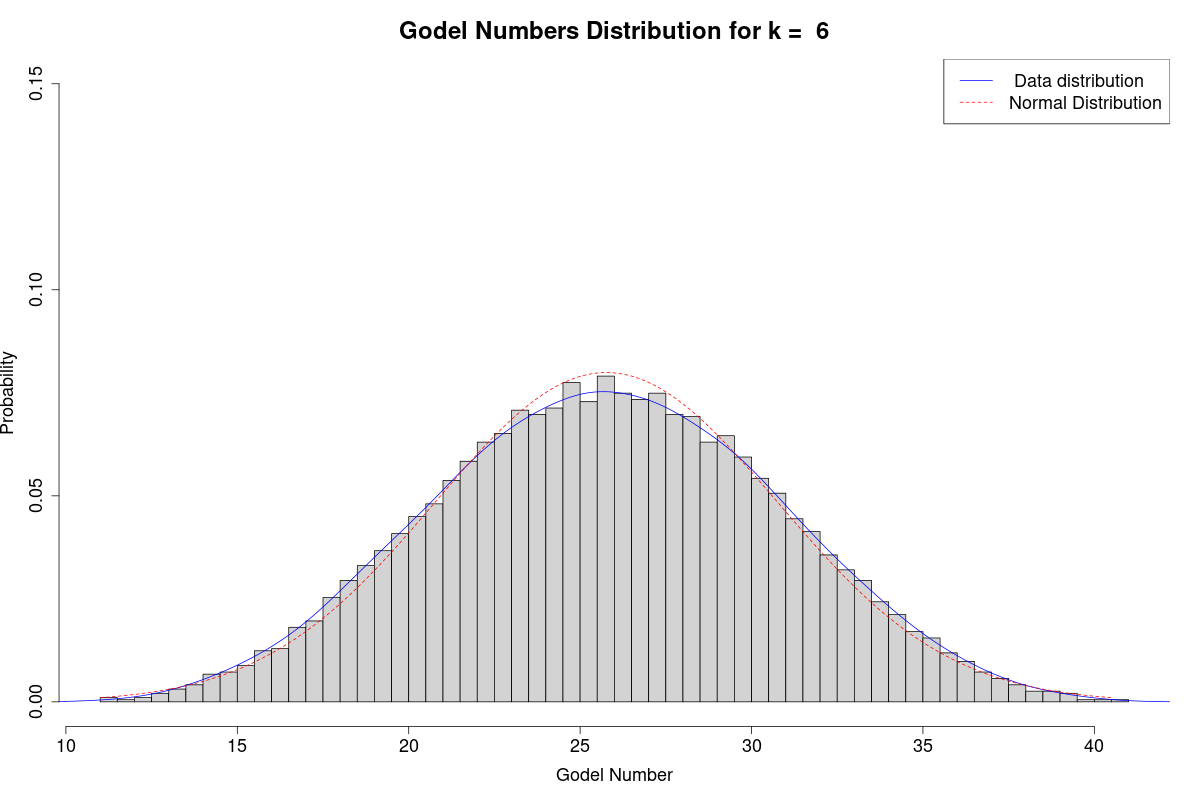 Godel Numbers Distribution for k =  6
Data distribution
Normal Distribution
Probability
0.15
0.10
0.05
0.00
10 15 20 25 30 35 40
Godel Number